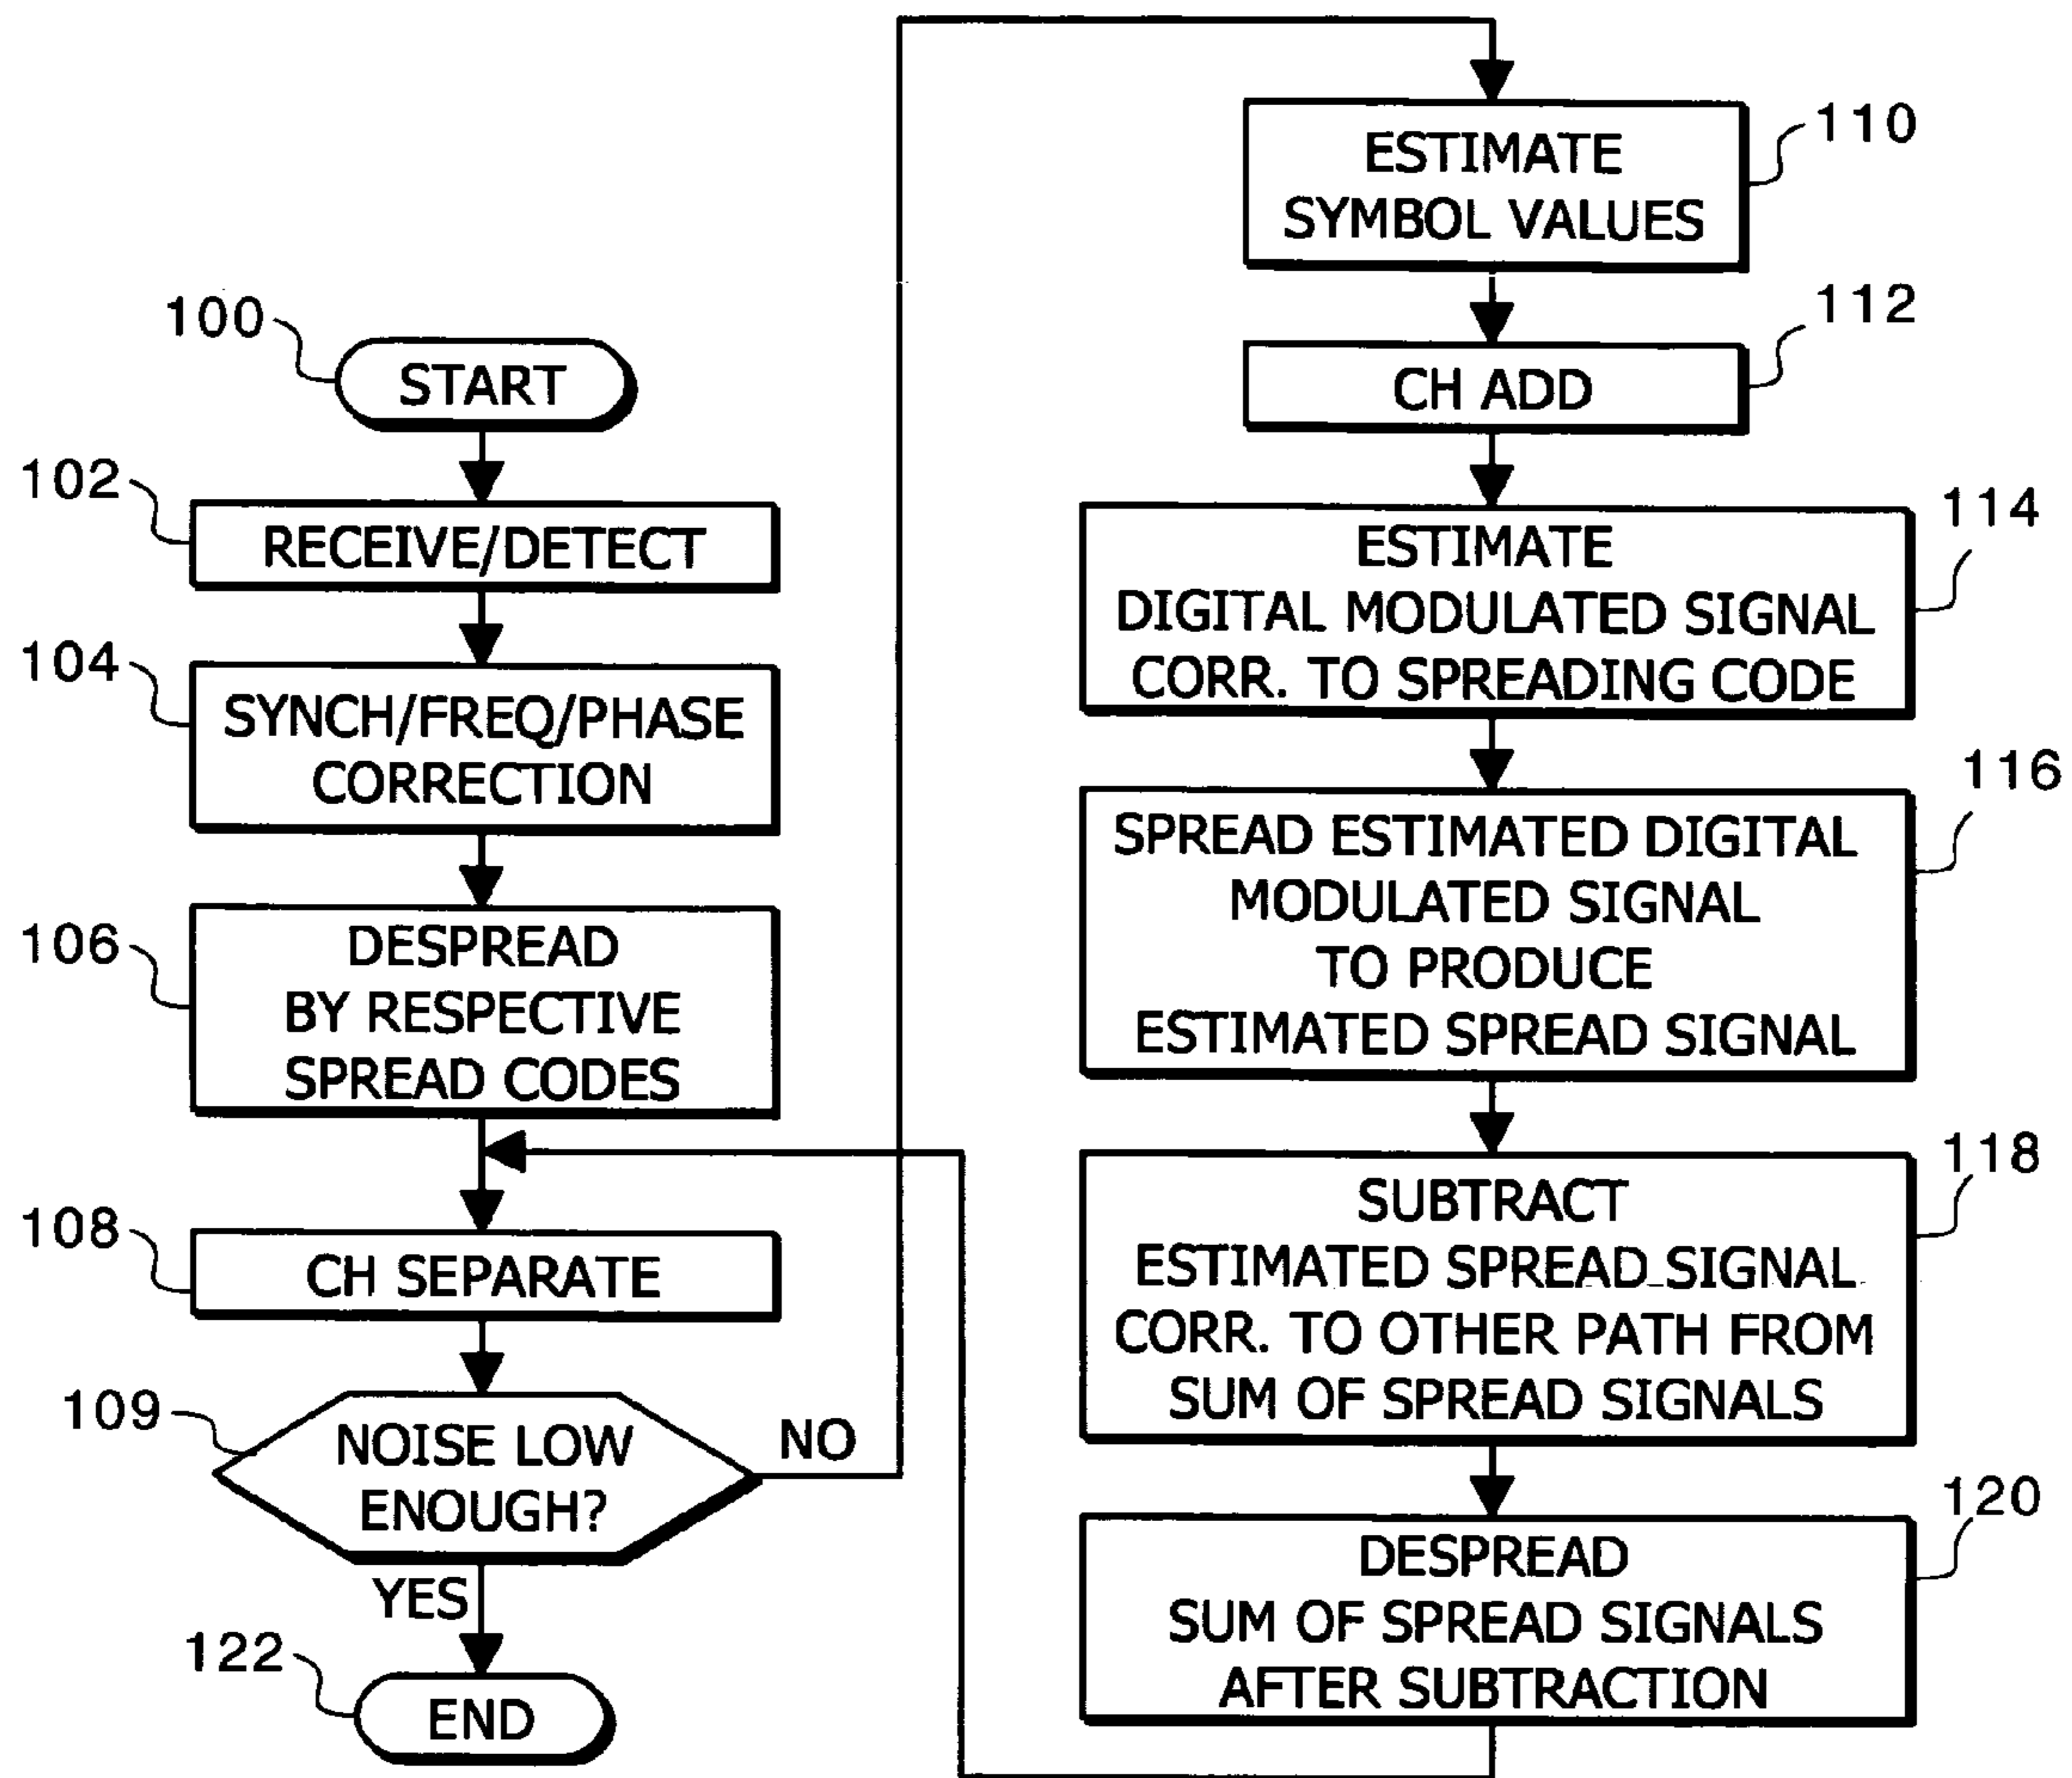 100
START
102
RECEIVE/DETECT
104
SYNCH/FREQ/PHASE
CORRECTION
106
DESPREAD
BY RESPECTIVE
SPREAD CODES
108
CH SEPARATE
109
NOISE LOW
ENOUGH?
NO
YES
122
END
110
ESTIMATE
SYMBOL VALUES
112
CH ADD
114
ESTIMATE
DIGITAL MODULATED SIGNAL
CORR. TO SPREADING CODE
116
SPREAD ESTIMATED DIGITAL
MODULATED SIGNAL
TO PRODUCE
ESTIMATED SPREAD SIGNAL
118
SUBTRACT
ESTIMATED SPREAD SIGNAL
CORR. TO OTHER PATH FROM
SUM OF SPREAD SIGNALS
120
DESPREAD
SUM OF SPREAD SIGNALS
AFTER SUBTRACTION